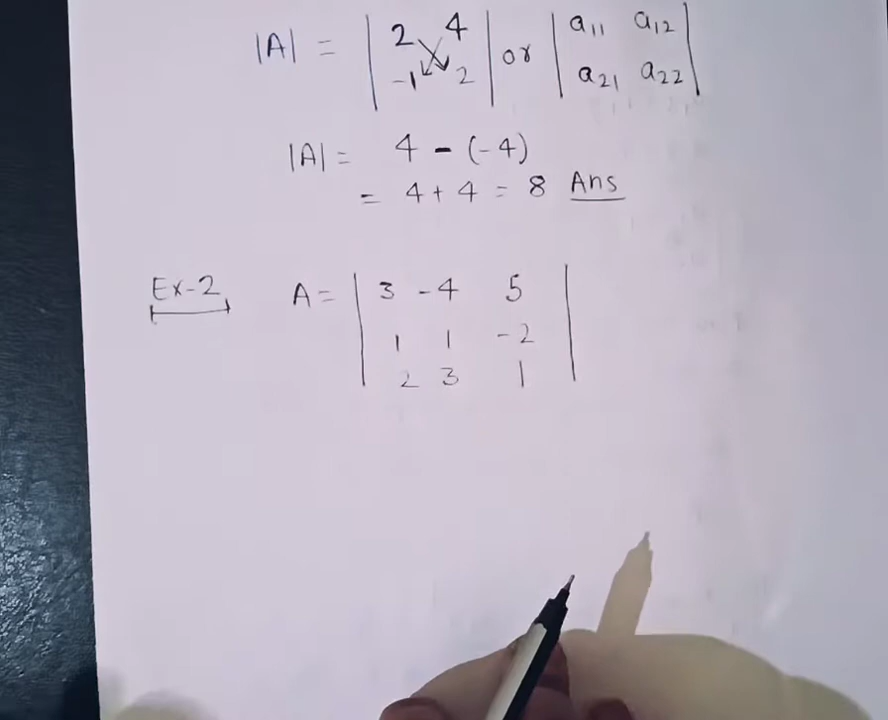 |A| = | 2 4 | or | a11 a12 |
| -1 2 | | a21 a22 |
|A| = 4 - (-4)
= 4 + 4 = 8 Ans
Ex-2 A = | 3 -4 5 |
| 1 1 -2 |
| 2 3 1 |